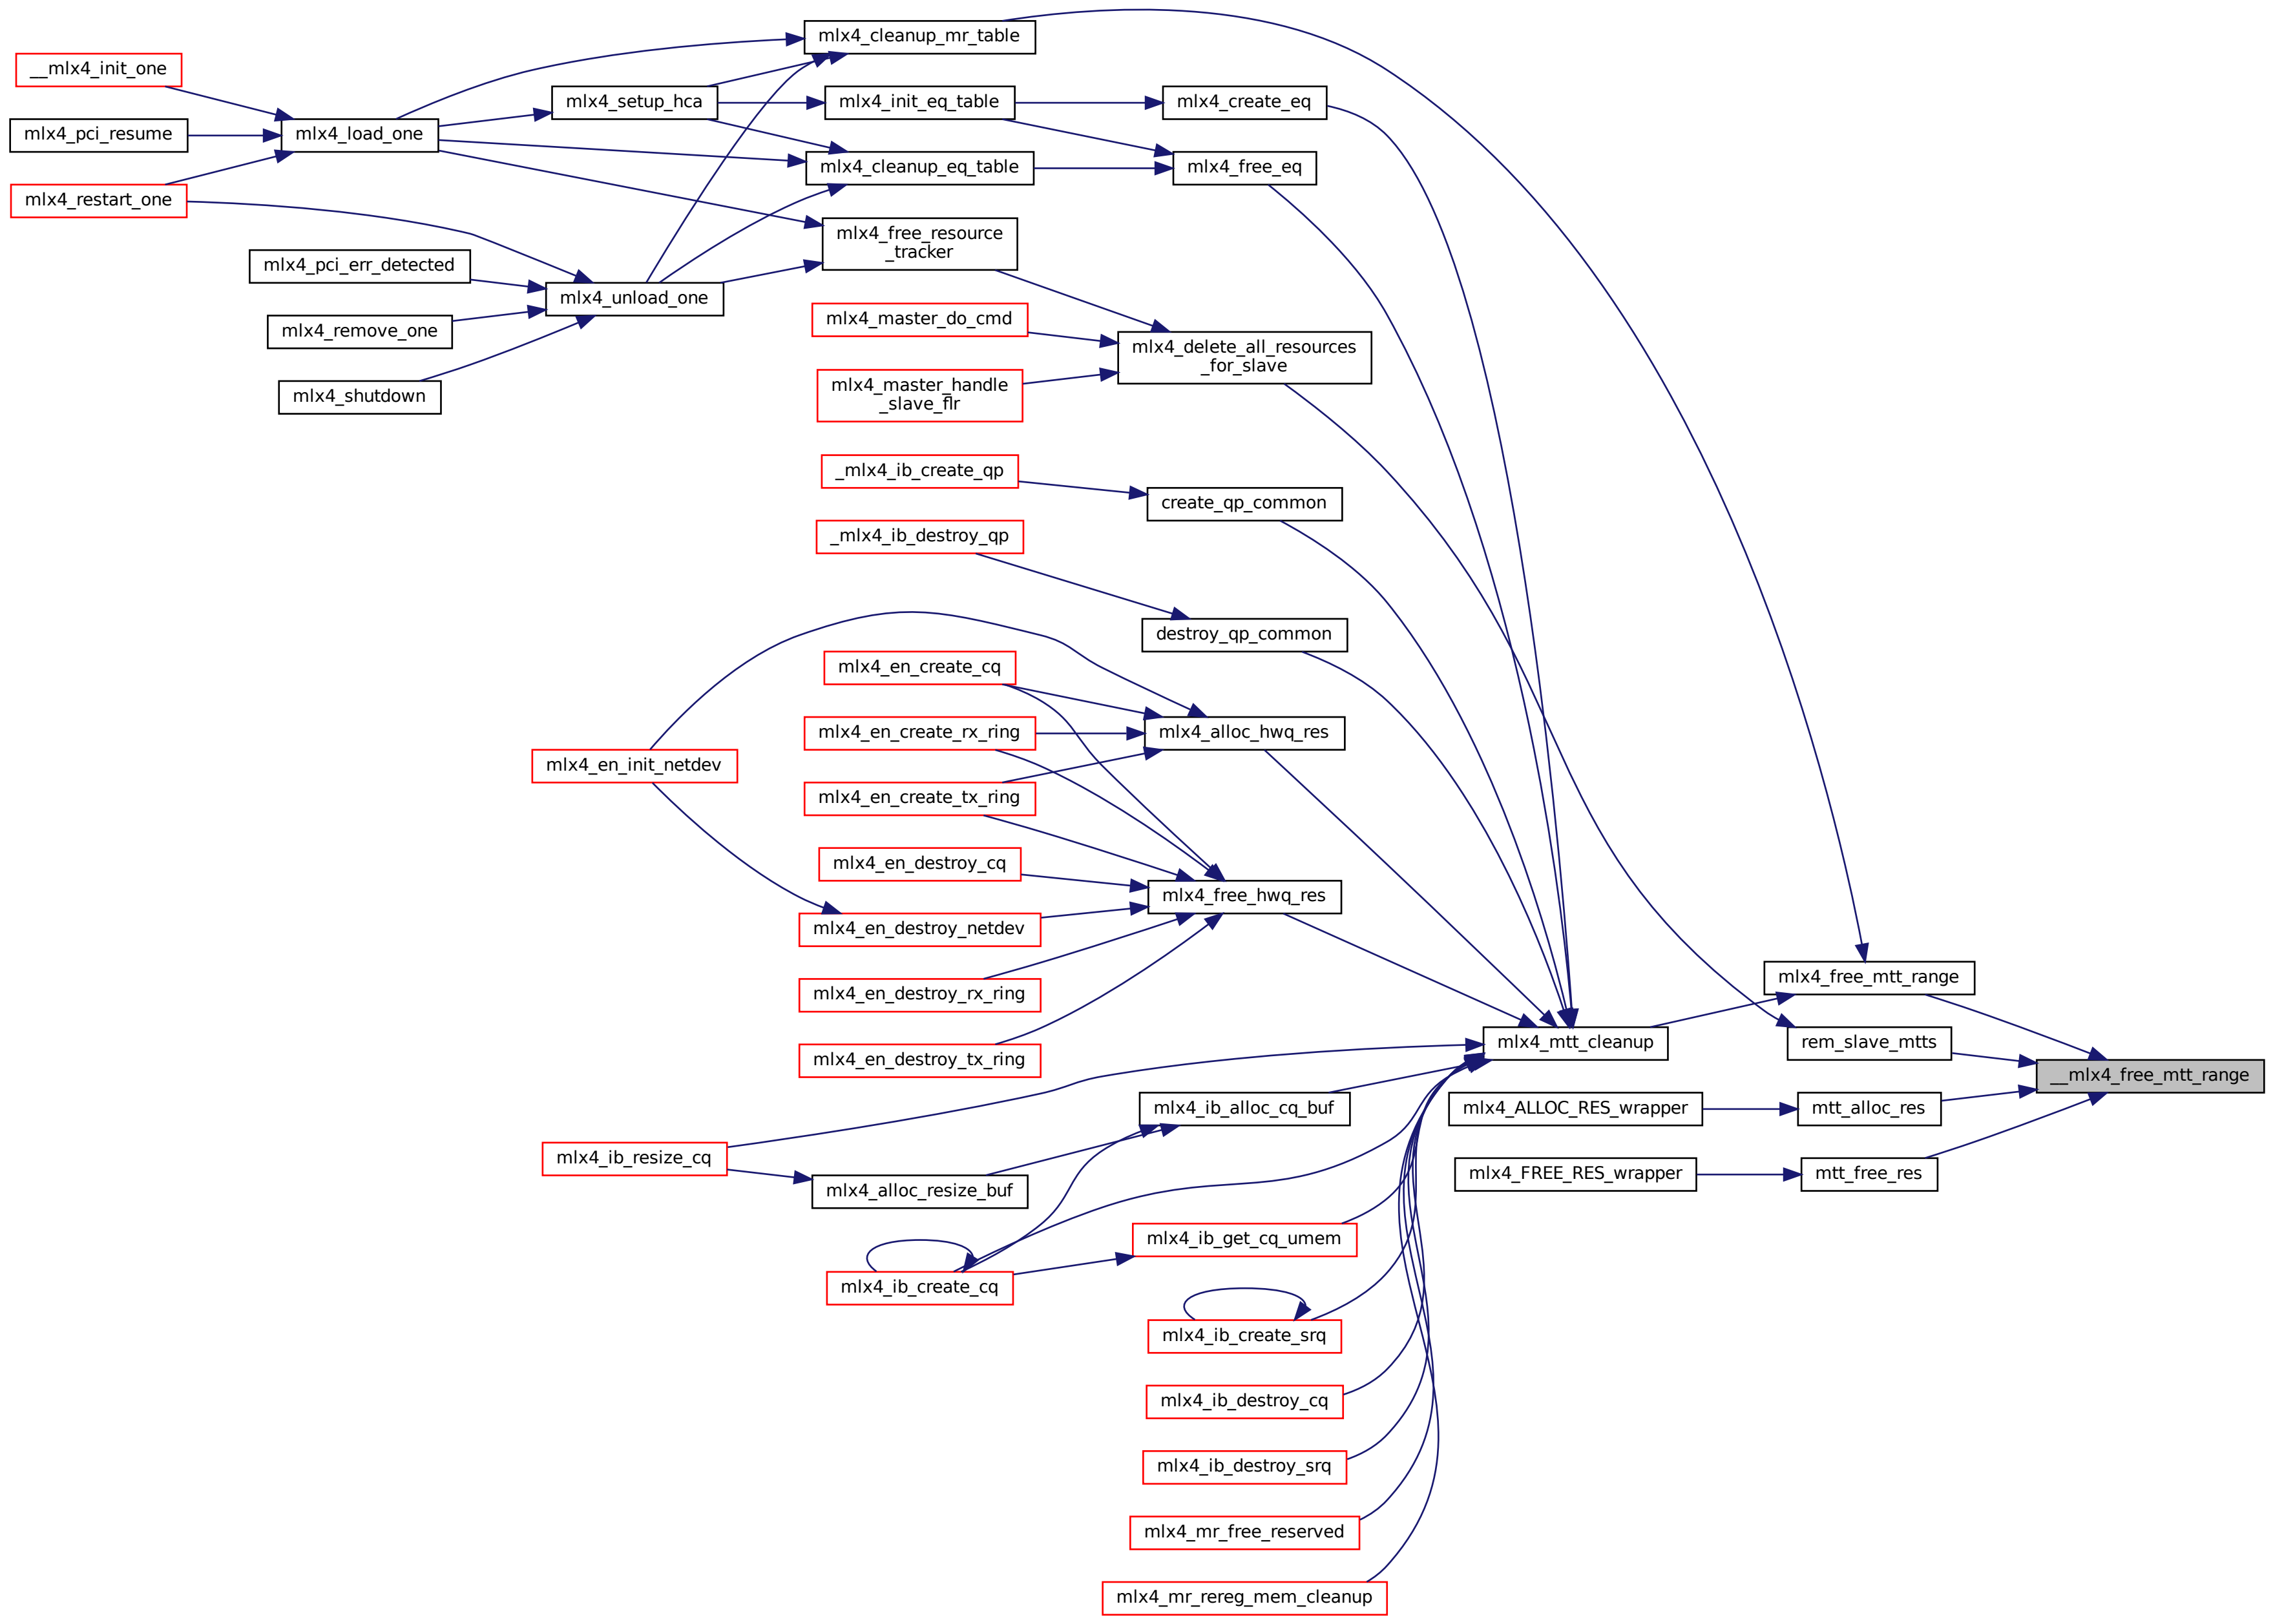 mlx4_cleanup_mr_table
__mlx4_init_one
mlx4_setup_hca
mlx4_init_eq_table
mlx4_create_eq
mlx4_pci_resume
mlx4_load_one
mlx4_cleanup_eq_table
mlx4_free_eq
mlx4_restart_one
mlx4_free_resource
_tracker
mlx4_pci_err_detected
mlx4_unload_one
mlx4_master_do_cmd
mlx4_remove_one
mlx4_delete_all_resources
_for_slave
mlx4_master_handle
_slave_flr
mlx4_shutdown
_mlx4_ib_create_qp
create_qp_common
_mlx4_ib_destroy_qp
destroy_qp_common
mlx4_en_create_cq
mlx4_en_create_rx_ring
mlx4_alloc_hwq_res
mlx4_en_init_netdev
mlx4_en_create_tx_ring
mlx4_en_destroy_cq
mlx4_free_hwq_res
mlx4_en_destroy_netdev
mlx4_free_mtt_range
mlx4_en_destroy_rx_ring
mlx4_mtt_cleanup
rem_slave_mtts
mlx4_en_destroy_tx_ring
__mlx4_free_mtt_range
mlx4_ib_alloc_cq_buf
mlx4_ALLOC_RES_wrapper
mtt_alloc_res
mlx4_ib_resize_cq
mlx4_FREE_RES_wrapper
mtt_free_res
mlx4_alloc_resize_buf
mlx4_ib_get_cq_umem
mlx4_ib_create_cq
mlx4_ib_create_srq
mlx4_ib_destroy_cq
mlx4_ib_destroy_srq
mlx4_mr_free_reserved
mlx4_mr_rereg_mem_cleanup